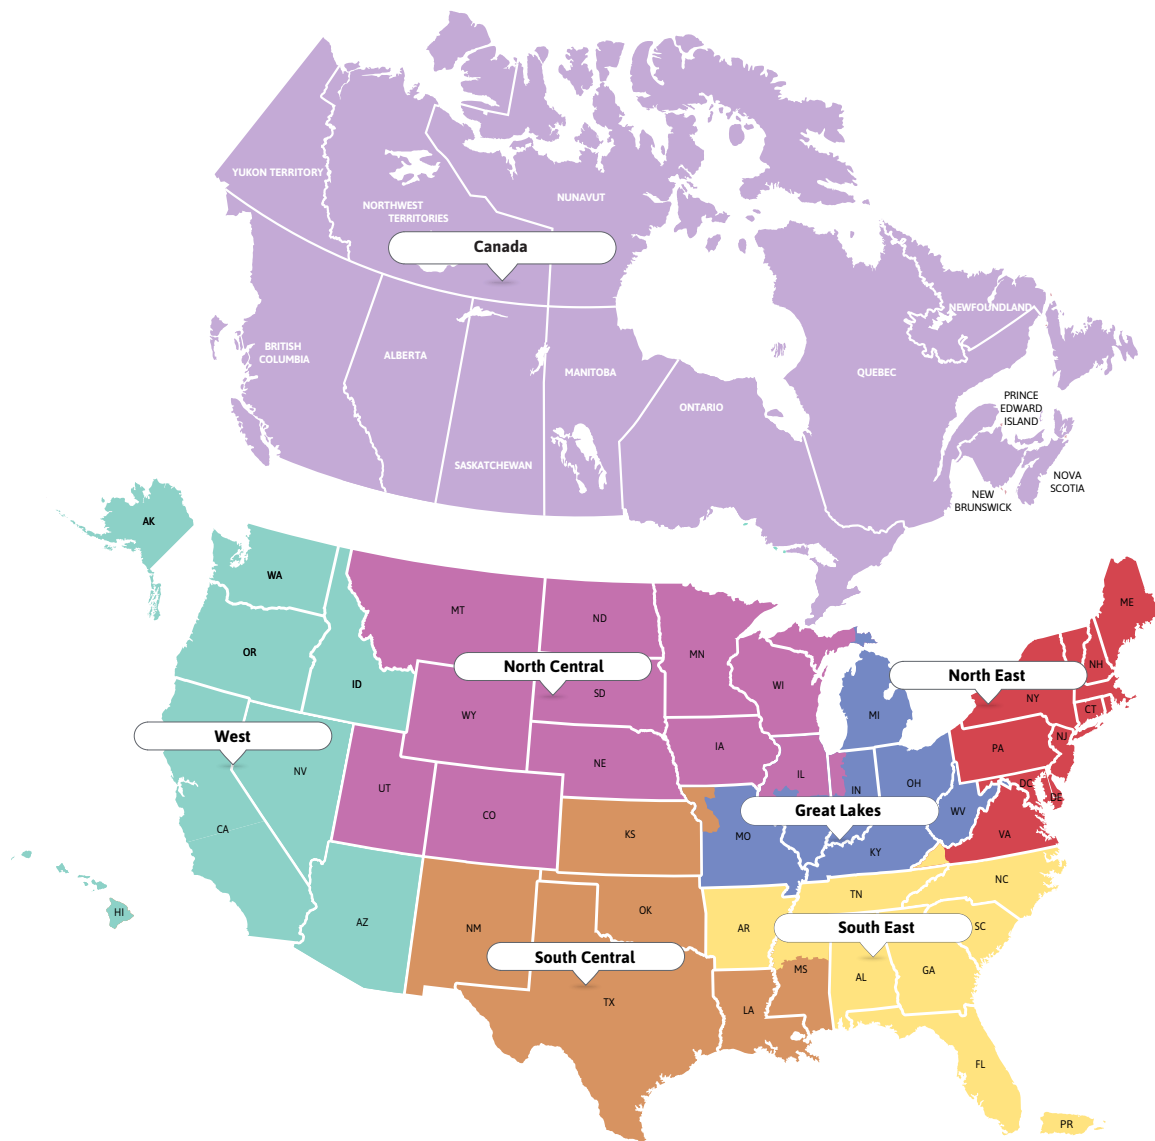 YUKON TERRITORY
NORTHWEST
TERRITORIES
NUNAVUT
Canada
BRITISH
COLUMBIA
ALBERTA
SASKATCHEWAN
MANITOBA
ONTARIO
QUEBEC
NEWFOUNDLAND
PRINCE
EDWARD
ISLAND
NOVA
SCOTIA
NEW
BRUNSWICK
AK
WA
OR
ID
West
NV
CA
AZ
HI
MT
ND
MN
North Central
SD
WI
WY
IA
NE
IL
UT
CO
North East
ME
NH
NY
CT
NJ
PA
DC
DE
VA
MI
OH
IN
WV
Great Lakes
MO
KY
KS
OK
NM
South Central
TX
LA
MS
TN
NC
AR
South East
SC
AL
GA
FL
PR